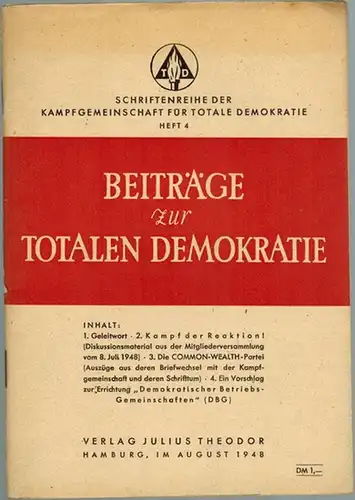 T D
SCHRIFTENREIHE DER
KAMPFGEMEINSCHAFT FÜR TOTALE DEMOKRATIE
HEFT 4
BEITRÄGE
zur
TOTALEN DEMOKRATIE
INHALT:
1. Geleitwort · 2. Kampf der Reaktion!
(Diskussionsmaterial aus der Mitgliederversammlung
vom 8. Juli 1948) · 3. Die COMMON-WEALTH-Partei
(Auszüge aus deren Briefwechsel mit der Kampf-
gemeinschaft und deren Schrifttum) · 4. Ein Vorschlag
zur Errichtung „Demokratischer Betriebs-
Gemeinschaften" (DBG)
VERLAG JULIUS THEODOR
HAMBURG, IM AUGUST 1948
DM 1,—